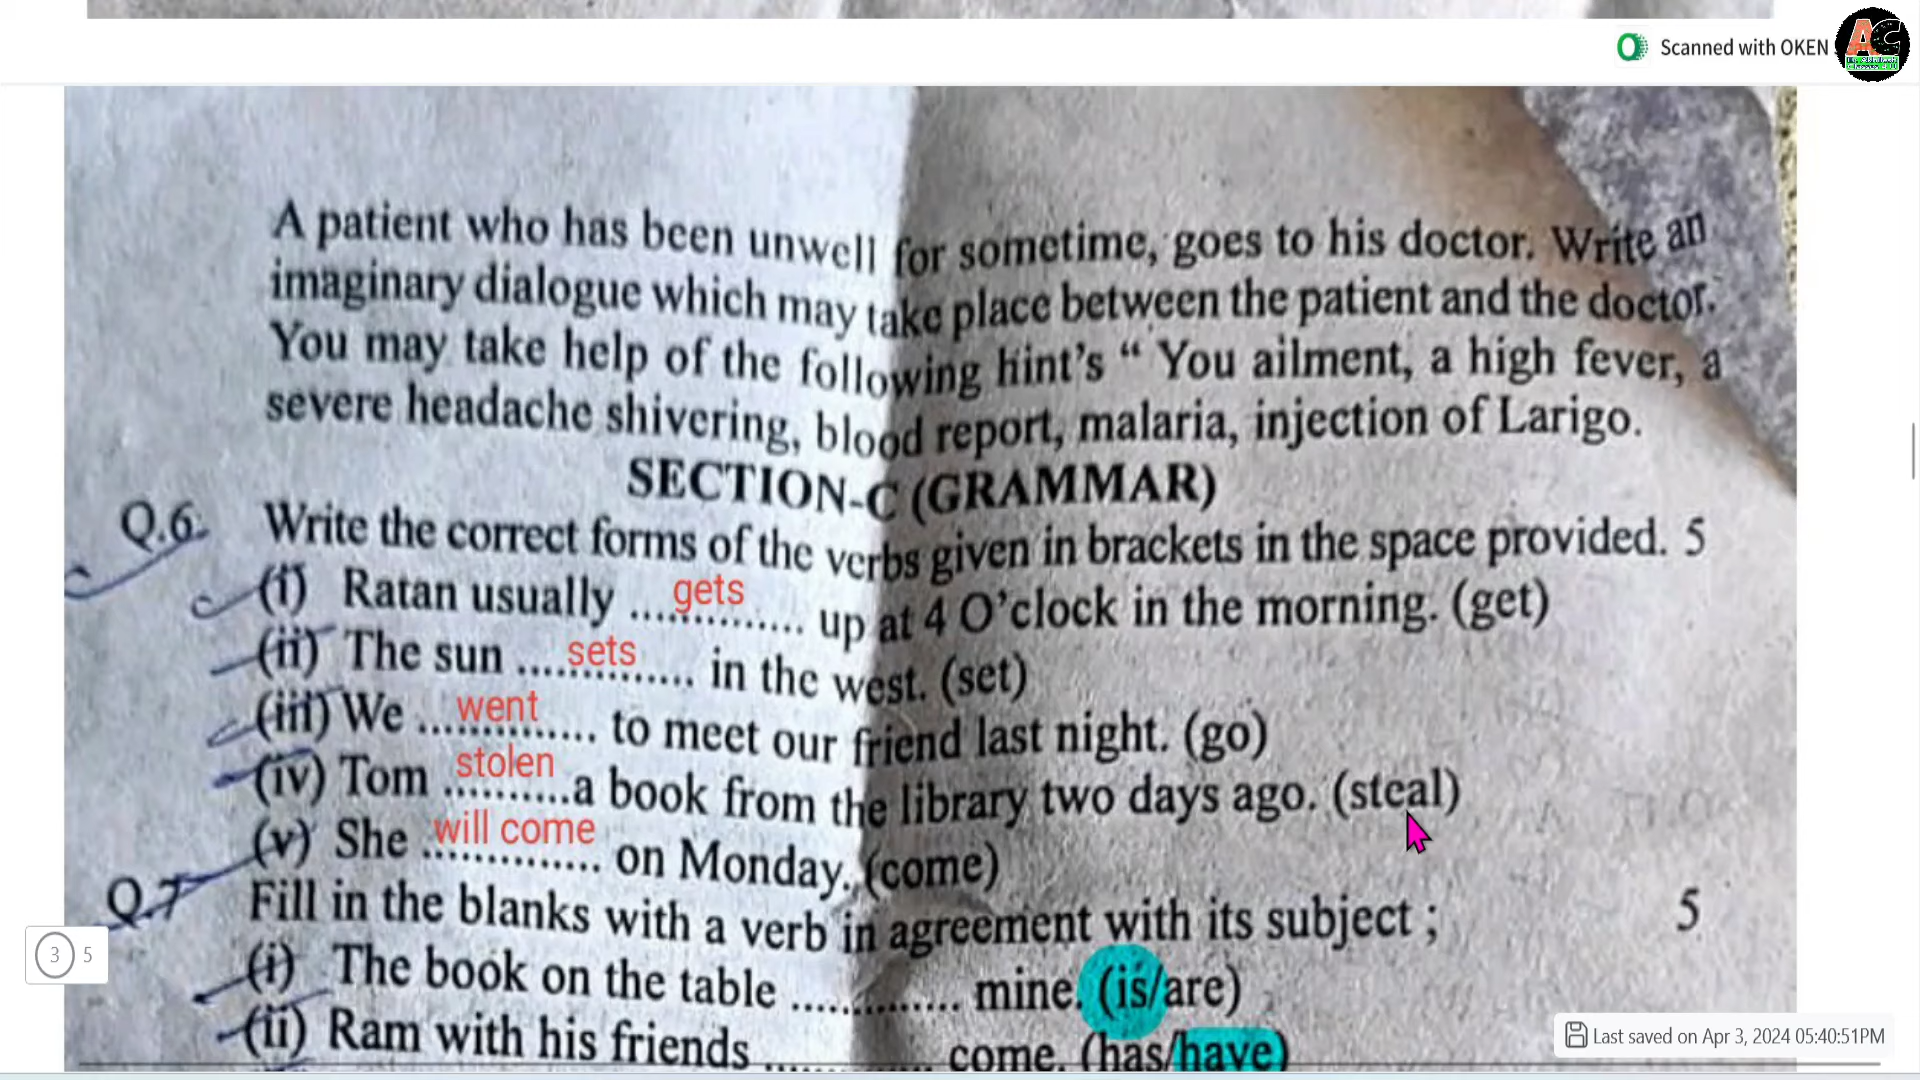 Scanned with OKEN
AC
A patient who has been unwell for sometime, goes to his doctor. Write an
imaginary dialogue which may take place between the patient and the doctor.
You may take help of the following hint's “ You ailment, a high fever, a
severe headache shivering, blood report, malaria, injection of Larigo.
SECTION-C (GRAMMAR)
Q.6. Write the correct forms of the verbs given in brackets in the space provided. 5
(i) Ratan usually ....gets.......... up at 4 O'clock in the morning. (get)
(ii) The sun ....sets.......... in the west. (set)
(iii) We ...went........... to meet our friend last night. (go)
(iv) Tom stolen ..........a book from the library two days ago. (steal)
(v) She will come .............. on Monday. (come)
Q.7 Fill in the blanks with a verb in agreement with its subject ; 5
(i) The book on the table .............. mine. (is/are)
(ii) Ram with his friends .............. come. (has/have)
3 5
Last saved on Apr 3, 2024 05:40:51PM